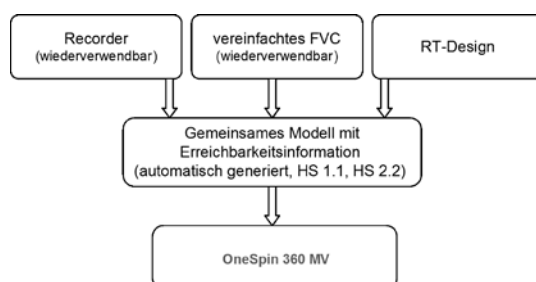 Recorder
(wiederverwendbar)
vereinfachtes FVC
(wiederverwendbar)
RT-Design
Gemeinsames Modell mit
Erreichbarkeitsinformation
(automatisch generiert, HS 1.1, HS 2.2)
OneSpin 360 MV